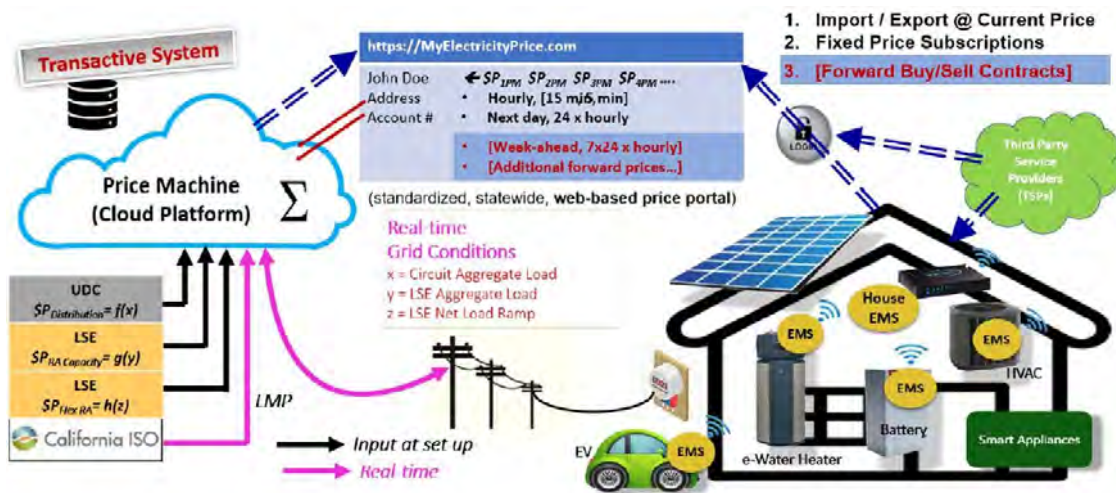 Transactive System
Price Machine
(Cloud Platform)
Σ
https://MyElectricityPrice.com
John Doe
Address
Account #
$P1PM $P2PM $P3PM $P4PM ....
• Hourly, [15 min]
• Next day, 24 x hourly
• [Weak-ahead, 7x24 x hourly]
• [Additional forward prices...]
(standardized, statewide, web-based price portal)
1. Import / Export @ Current Price
2. Fixed Price Subscriptions
3. [Forward Buy/Sell Contracts]
LOGIN
Third Party
Service
Providers
(TSPs)
Real-time
Grid Conditions
x = Circuit Aggregate Load
y = LSE Aggregate Load
z = LSE Net Load Ramp
UDC
$PDistribution= f(x)
LSE
$PRA Capacity= g(y)
LSE
$PFlex RA= h(z)
California ISO
LMP
Input at set up
Real-time
House
EMS
EMS
EMS
HVAC
EMS
Battery
e-Water Heater
Smart Appliances
EV
EMS